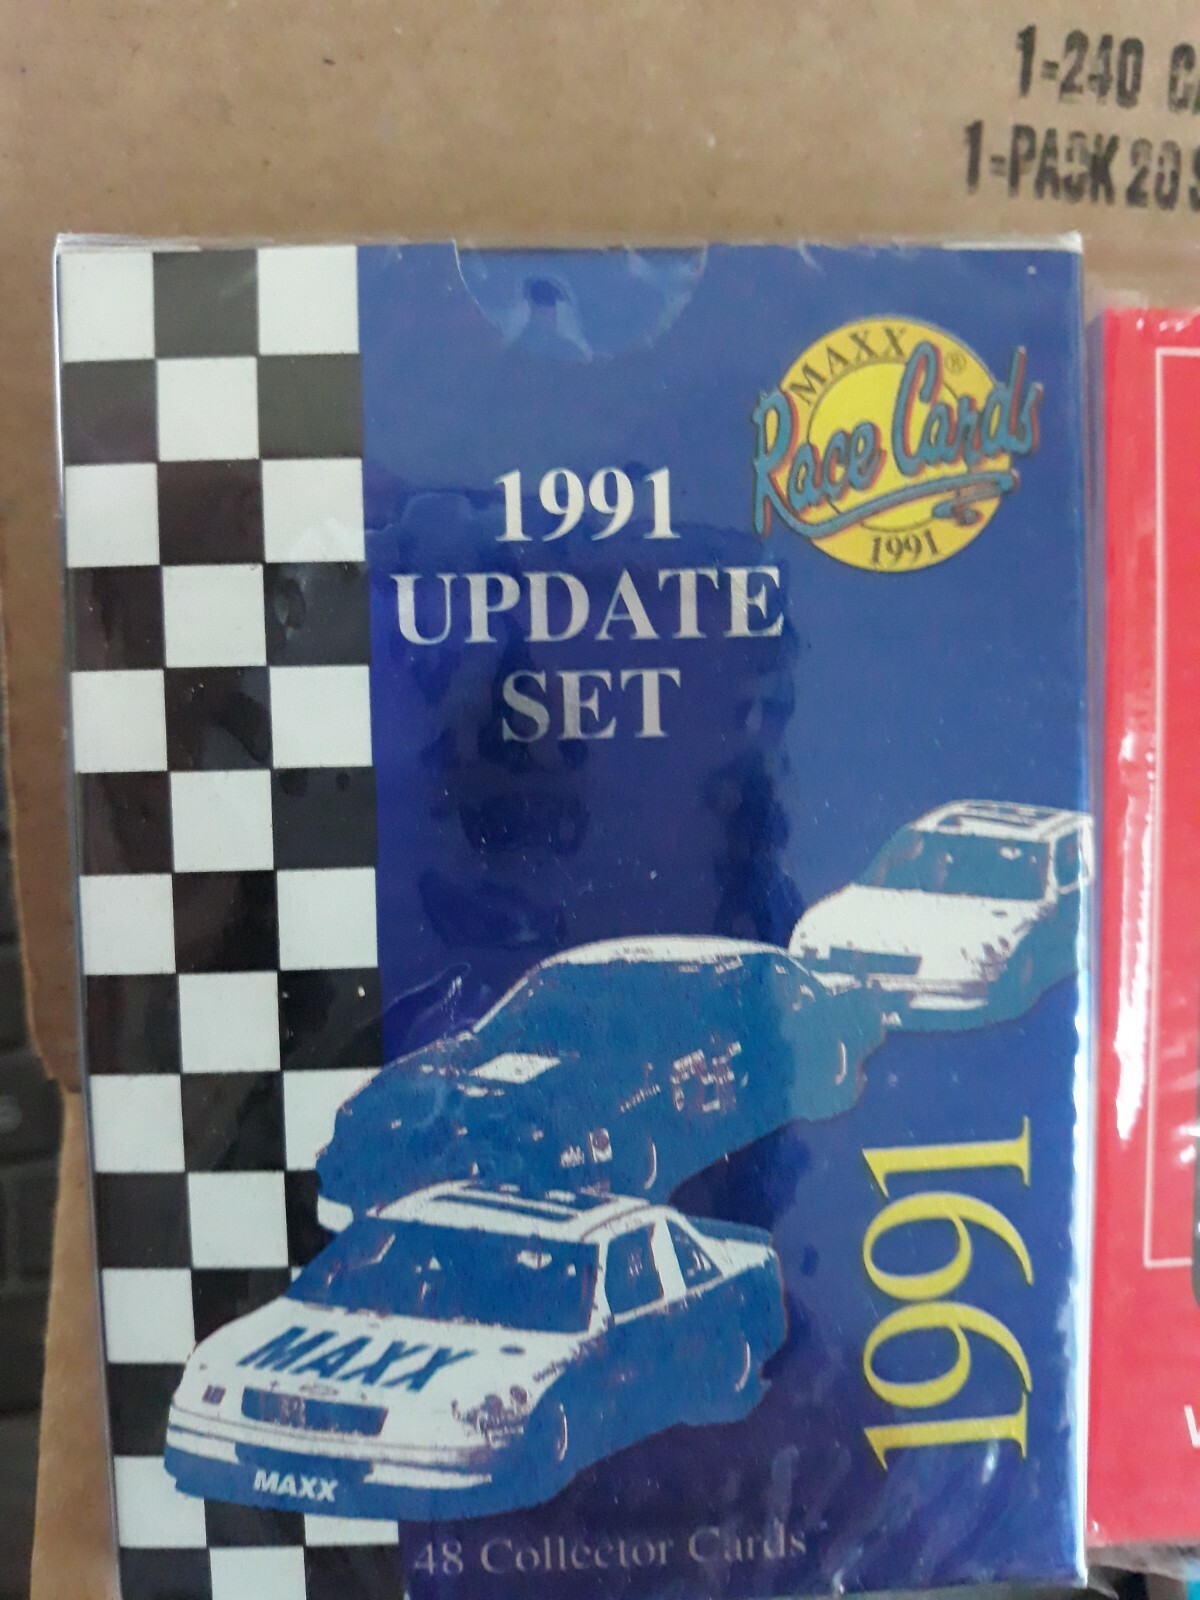 1=240 C
1=PACK 20 S
MAXX ®
Race Cards
1991
1991
UPDATE
SET
1991
MAXX
MAXX
48 Collector Cards